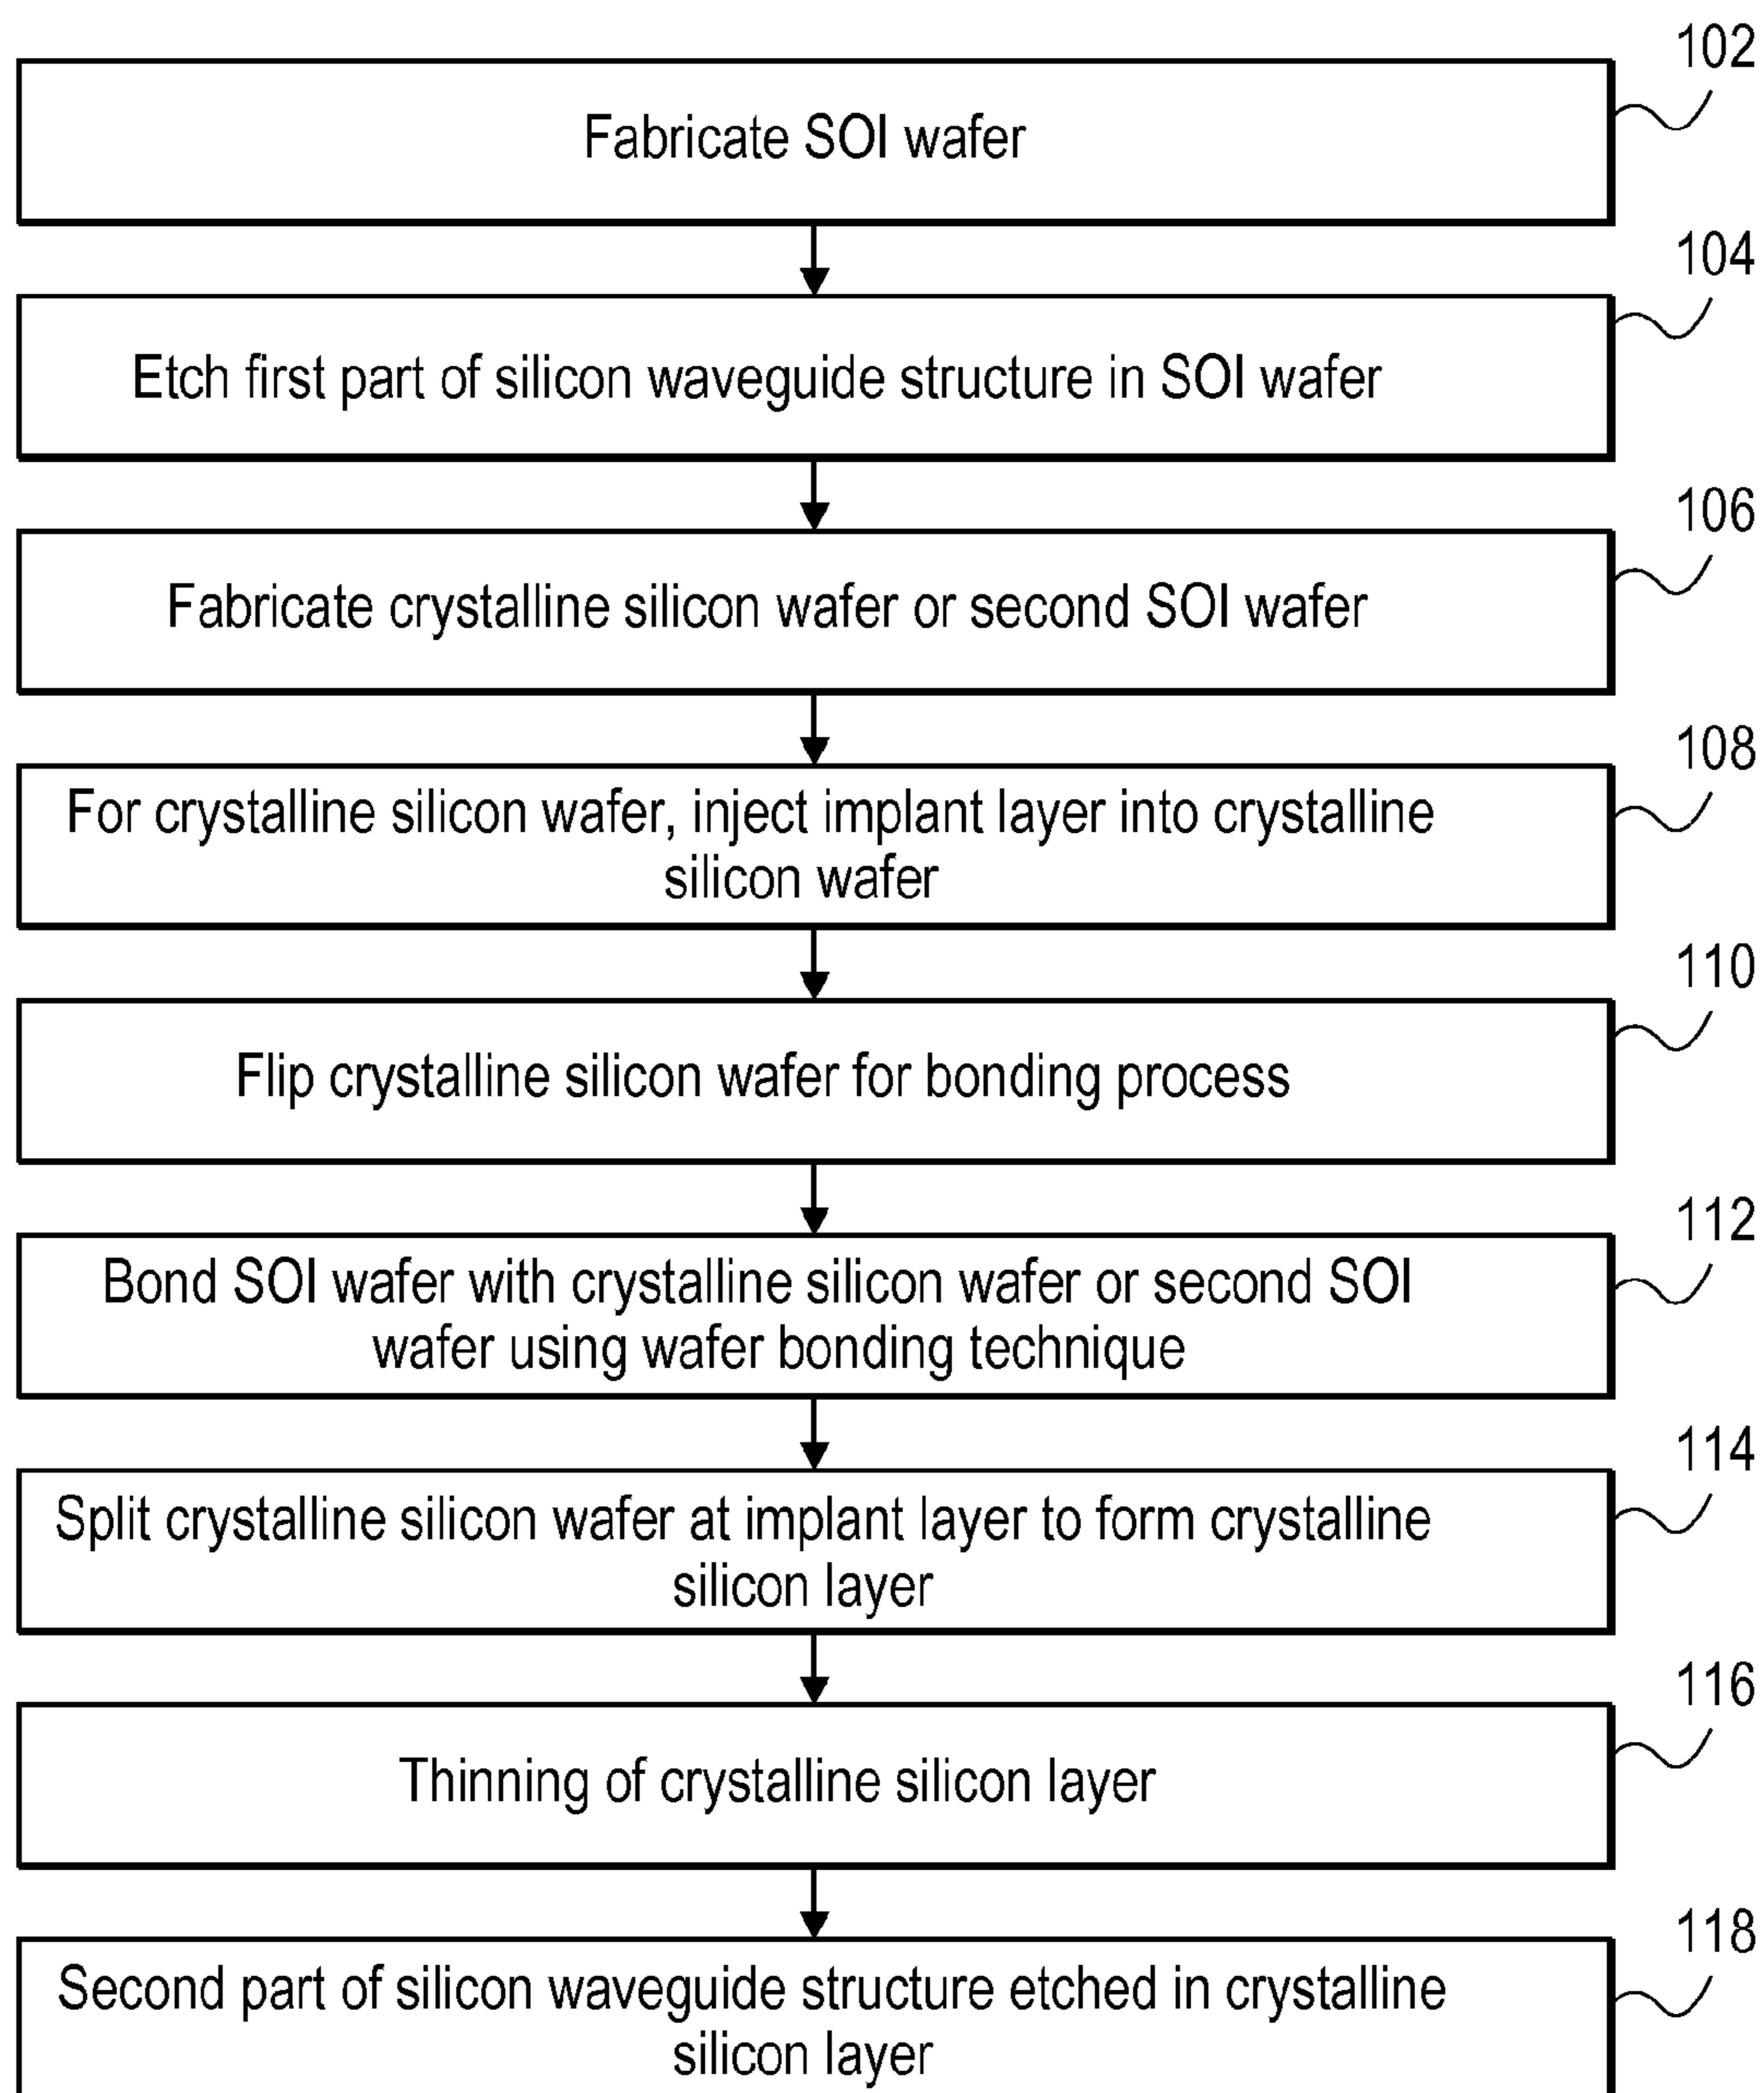 102
Fabricate SOI wafer
104
Etch first part of silicon waveguide structure in SOI wafer
106
Fabricate crystalline silicon wafer or second SOI wafer
108
For crystalline silicon wafer, inject implant layer into crystalline
silicon wafer
110
Flip crystalline silicon wafer for bonding process
112
Bond SOI wafer with crystalline silicon wafer or second SOI
wafer using wafer bonding technique
114
Split crystalline silicon wafer at implant layer to form crystalline
silicon layer
116
Thinning of crystalline silicon layer
118
Second part of silicon waveguide structure etched in crystalline
silicon layer